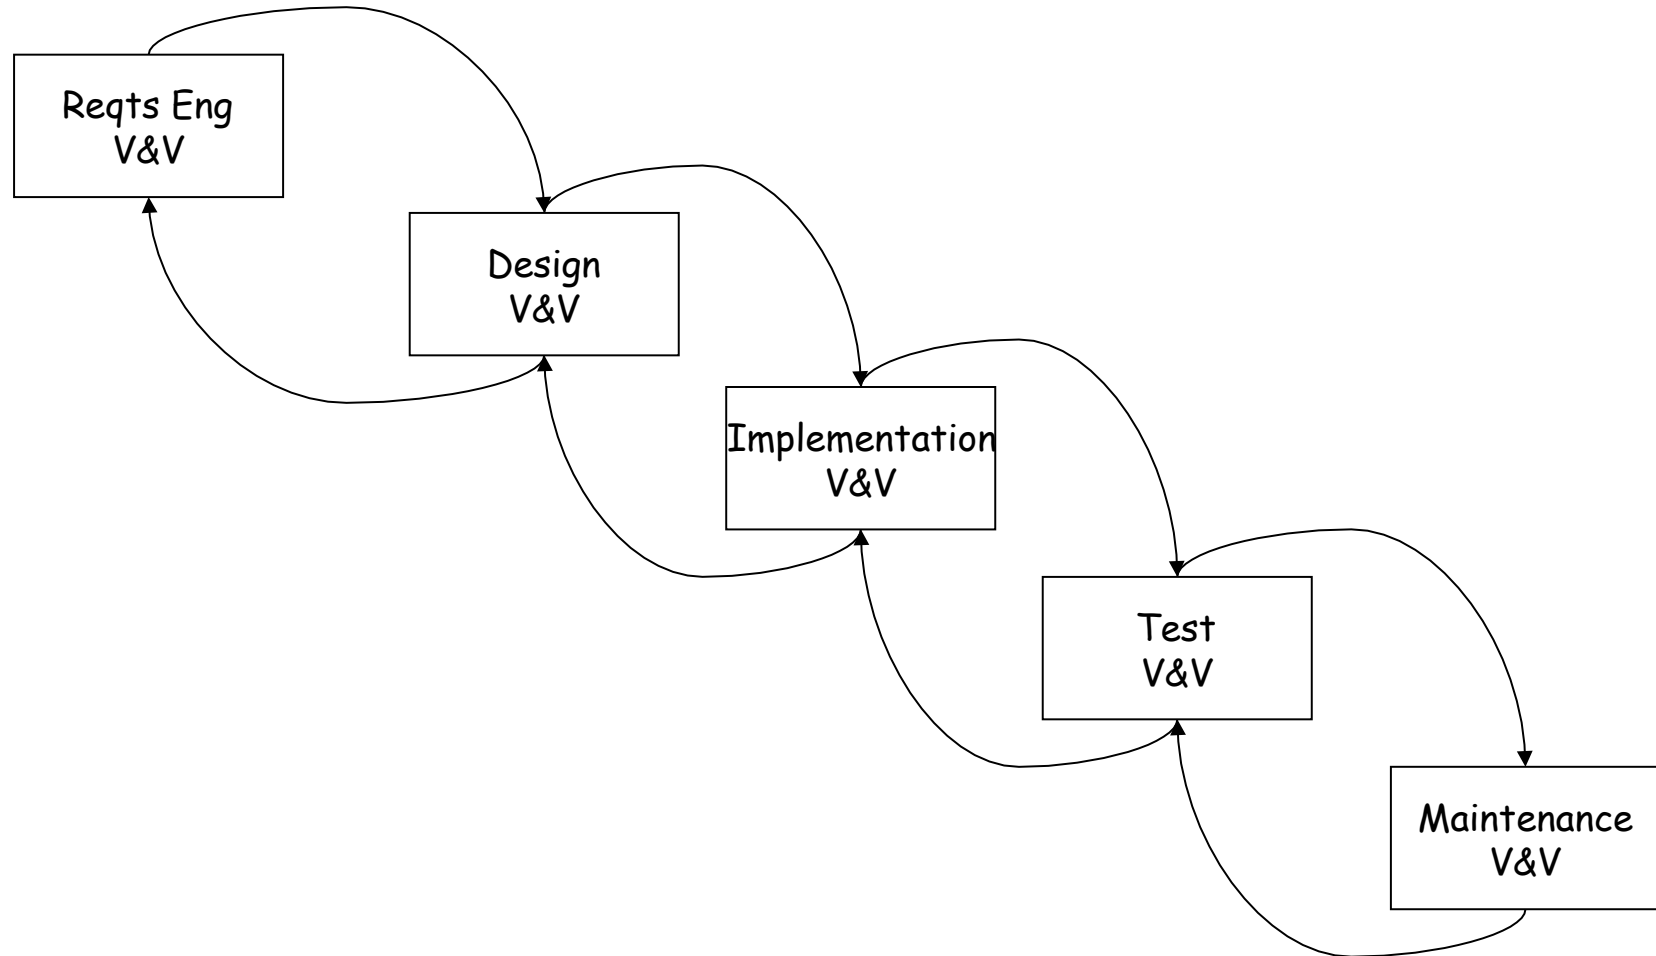 Reqts Eng
V&V
Design
V&V
Implementation
V&V
Test
V&V
Maintenance
V&V